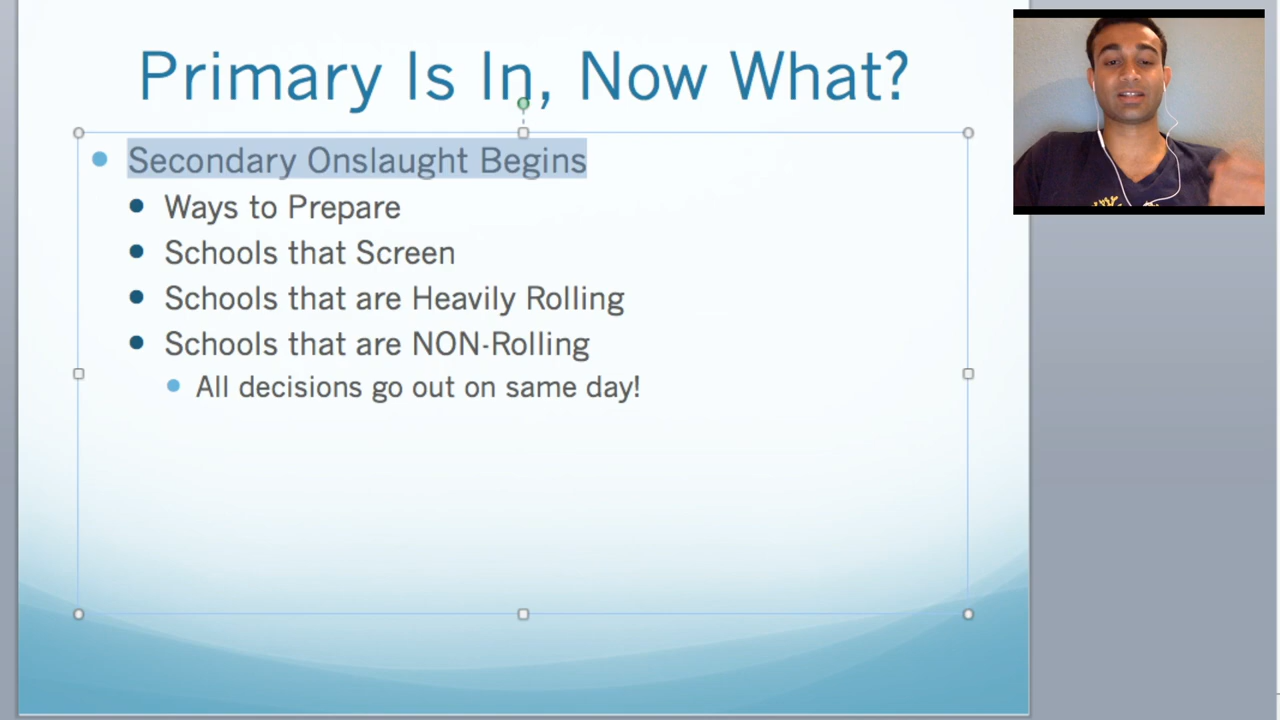 Primary Is In, Now What?
Secondary Onslaught Begins
Ways to Prepare
Schools that Screen
Schools that are Heavily Rolling
Schools that are NON-Rolling
All decisions go out on same day!